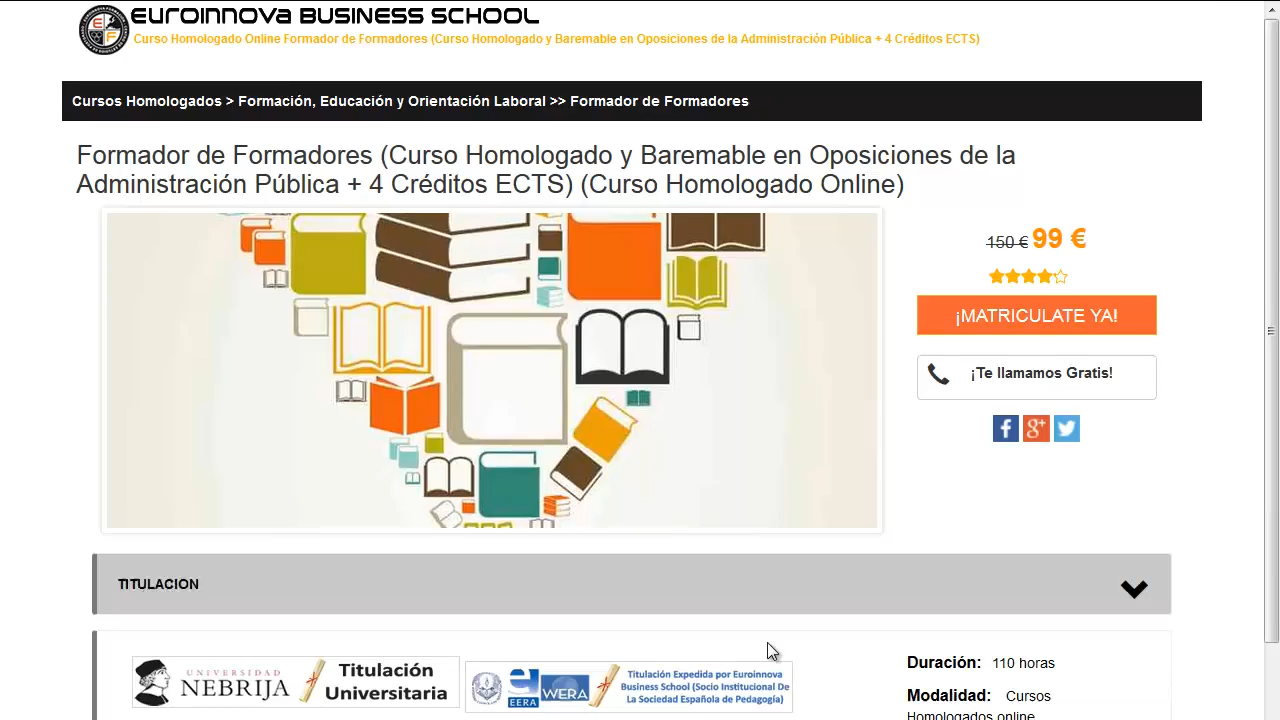 EUROINNOVA BUSINESS SCHOOL
Curso Homologado Online Formador de Formadores (Curso Homologado y Baremable en Oposiciones de la Administración Pública + 4 Créditos ECTS)
Cursos Homologados > Formación, Educación y Orientación Laboral >> Formador de Formadores
Formador de Formadores (Curso Homologado y Baremable en Oposiciones de la
Administración Pública + 4 Créditos ECTS) (Curso Homologado Online)
150 € 99 €
¡MATRICULATE YA!
¡Te llamamos Gratis!
f g+
TITULACION
UNIVERSIDAD
NEBRIJA
Titulación
Universitaria
EERA
WERA
Titulación Expedida por Euroinnova
Business School (Socio Institucional De
La Sociedad Española de Pedagogía)
Duración: 110 horas
Modalidad: Cursos
Homologados online